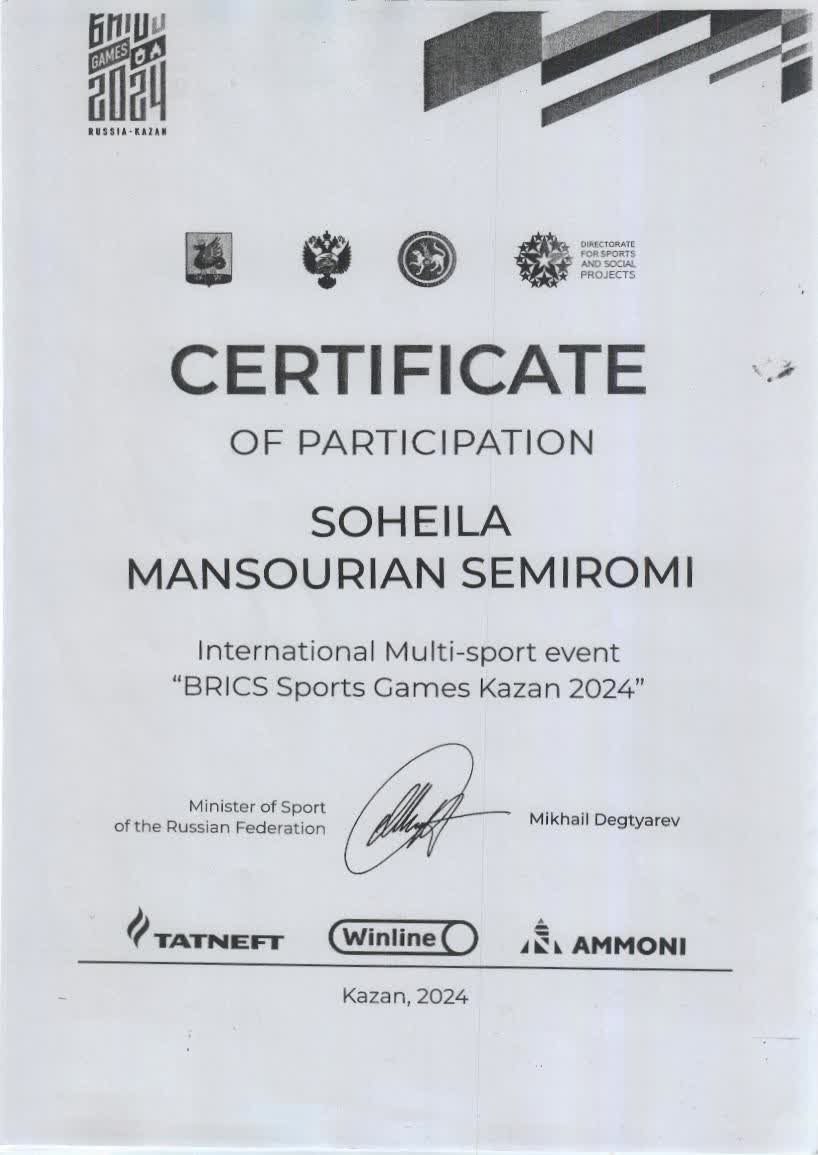 GAMES
2024
RUSSIA-KAZAN
DIRECTORATE
FOR SPORTS
AND SOCIAL
PROJECTS
CERTIFICATE
OF PARTICIPATION
SOHEILA
MANSOURIAN SEMIROMI
International Multi-sport event
“BRICS Sports Games Kazan 2024”
Minister of Sport
of the Russian Federation
Mikhail Degtyarev
TATNEFT
Winline
AMMONI
Kazan, 2024